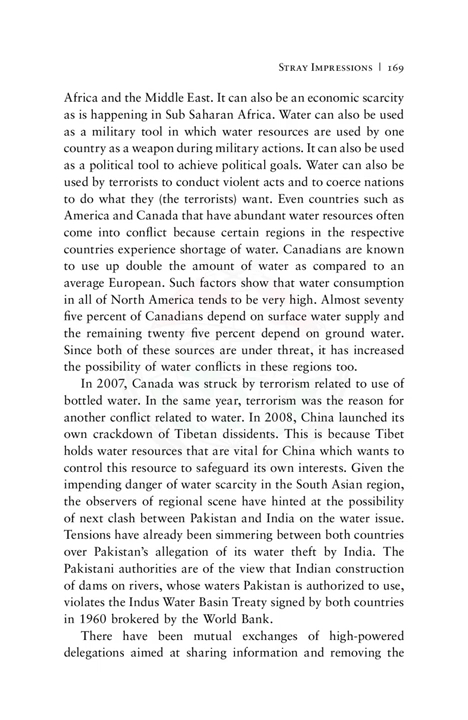 Stray Impressions | 169
Africa and the Middle East. It can also be an economic scarcity
as is happening in Sub Saharan Africa. Water can also be used
as a military tool in which water resources are used by one
country as a weapon during military actions. It can also be used
as a political tool to achieve political goals. Water can also be
used by terrorists to conduct violent acts and to coerce nations
to do what they (the terrorists) want. Even countries such as
America and Canada that have abundant water resources often
come into conflict because certain regions in the respective
countries experience shortage of water. Canadians are known
to use up double the amount of water as compared to an
average European. Such factors show that water consumption
in all of North America tends to be very high. Almost seventy
five percent of Canadians depend on surface water supply and
the remaining twenty five percent depend on ground water.
Since both of these sources are under threat, it has increased
the possibility of water conflicts in these regions too.
In 2007, Canada was struck by terrorism related to use of
bottled water. In the same year, terrorism was the reason for
another conflict related to water. In 2008, China launched its
own crackdown of Tibetan dissidents. This is because Tibet
holds water resources that are vital for China which wants to
control this resource to safeguard its own interests. Given the
impending danger of water scarcity in the South Asian region,
the observers of regional scene have hinted at the possibility
of next clash between Pakistan and India on the water issue.
Tensions have already been simmering between both countries
over Pakistan's allegation of its water theft by India. The
Pakistani authorities are of the view that Indian construction
of dams on rivers, whose waters Pakistan is authorized to use,
violates the Indus Water Basin Treaty signed by both countries
in 1960 brokered by the World Bank.
There have been mutual exchanges of high-powered
delegations aimed at sharing information and removing the